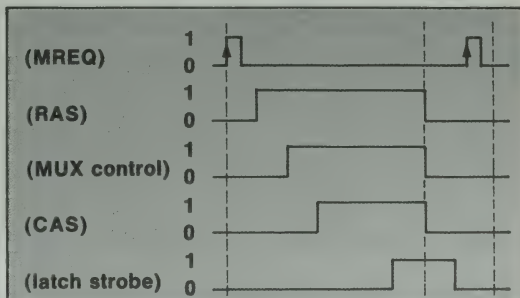 1
(MREQ)
0
1
(RAS)
0
1
(MUX control)
0
1
(CAS)
0
1
(latch strobe)
0